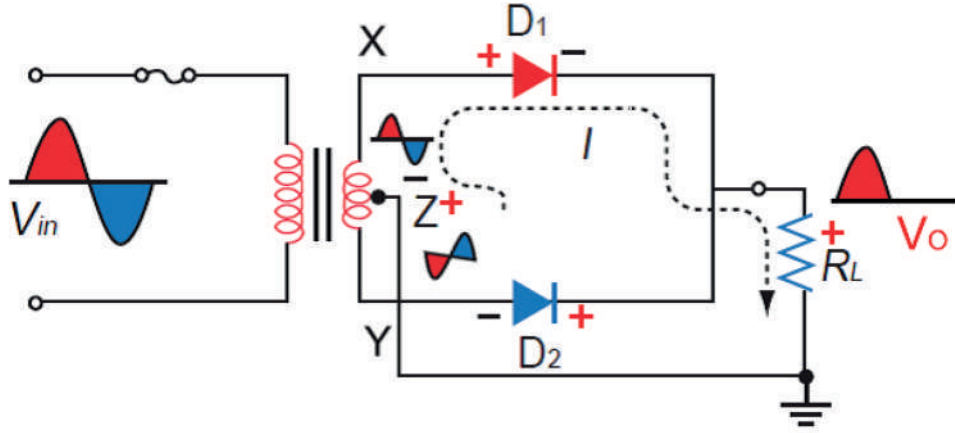 D1
X
+ −
I
Vin
−
Z +
+
RL
VO
− +
Y
D2